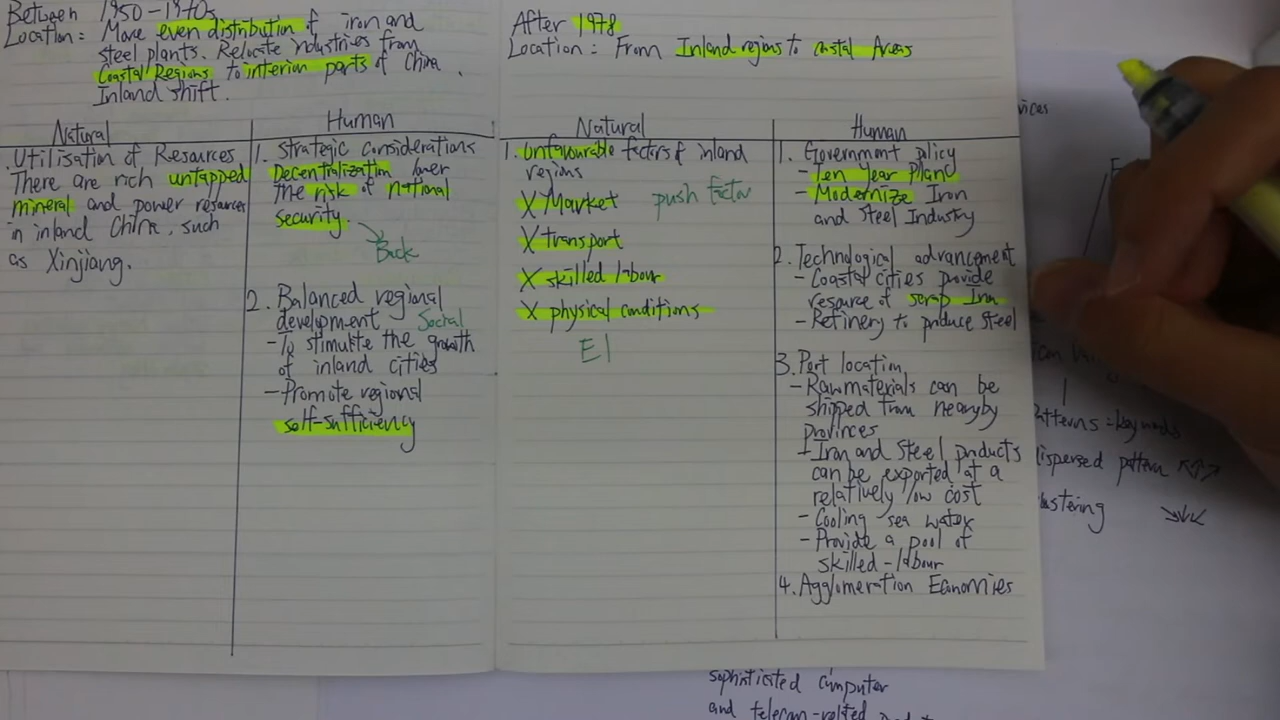 Between 1950-1970s
Location: More even distribution of iron and
steel plants. Relocate industries from
Coastal Regions to interior parts of China.
Inland shift.
Natural
Utilisation of Resources
There are rich untapped
mineral and power resources
in inland China, such
as Xinjiang.
Human
1. Strategic considerations
Decentralization lower
the risk of national
security.
Back
2. Balanced regional
development Social
-To stimulate the growth
of inland cities
-Promote regional
self-sufficiency
After 1978
Location: From Inland regions to coastal Areas
Natural
1. Unfavourable factors of inland
regions
X Market push factor
X transport
X skilled labour
X physical conditions
EI
Human
1. Government policy
- Ten Year Plan
- Modernize Iron
and Steel Industry
2. Technological advancement
- Coastal cities provide
resource of scrap Iron
- Refinery to produce steel
3. Port location
- Raw materials can be
shipped from nearyby
provinces
- Iron and steel products
can be exported at a
relatively low cost
- Cooling sea water
- Provide a pool of
skilled-labour
4. Agglomeration Economies
vices
atterns = keywords
dispersed pattern
lustering
sophisticated computer
and telecom-related